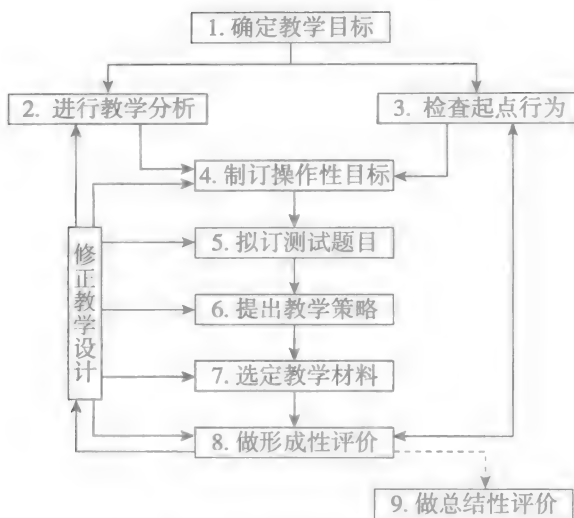 1. 确定教学目标
2. 进行教学分析
3. 检查起点行为
4. 制订操作性目标
5. 拟订测试题目
修正教学设计
6. 提出教学策略
7. 选定教学材料
8. 做形成性评价
9. 做总结性评价